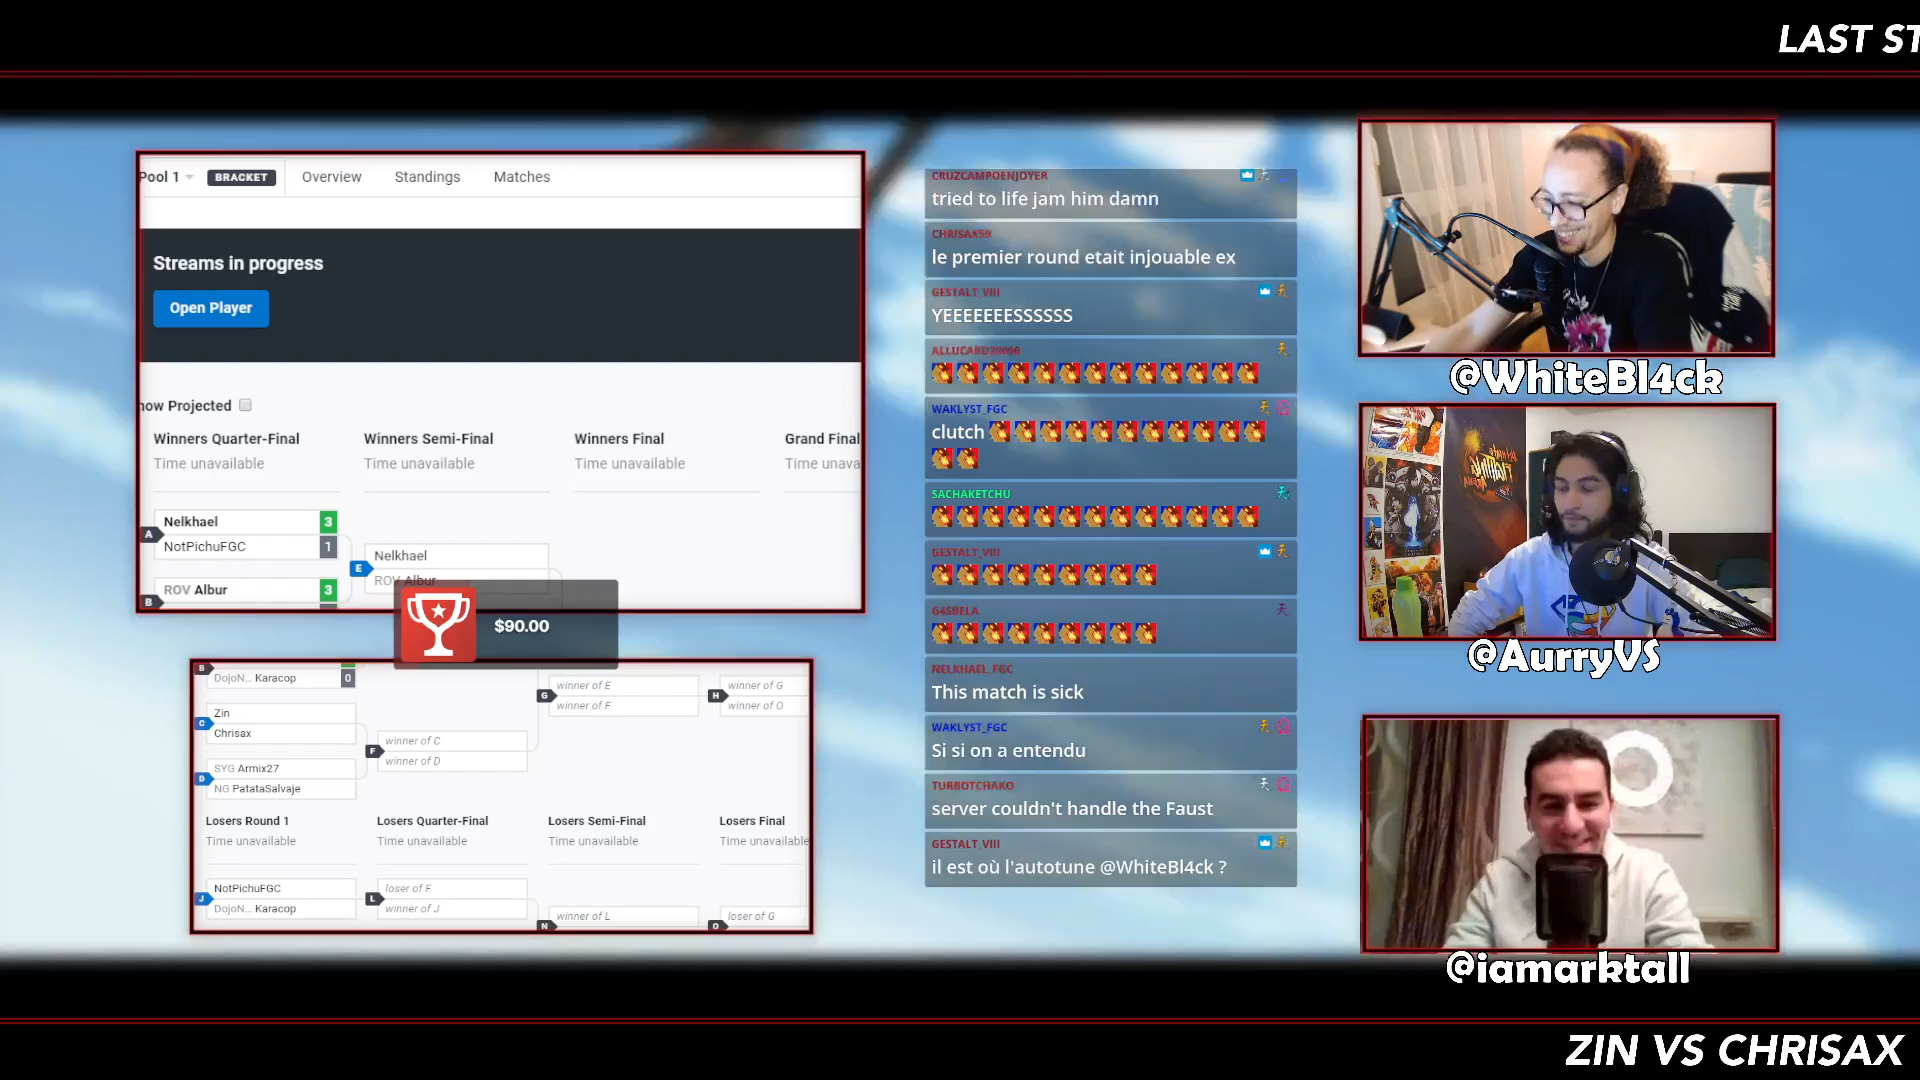 LAST ST
Pool 1 BRACKET Overview Standings Matches
Streams in progress
Open Player
how Projected
Winners Quarter-Final Winners Semi-Final Winners Final Grand Final
Time unavailable Time unavailable Time unavailable Time unava
Nelkhael 3
A
NotPichuFGC 1
Nelkhael
E
ROV Albur
ROV Albur 3
B
$90.00
B
DojoN... Karacop 0
Zin
C
Chrisax
SYG Armix27
D
NG PatataSalvaje
winner of C
F
winner of D
winner of E
G
winner of F
winner of G
H
winner of O
Losers Round 1 Losers Quarter-Final Losers Semi-Final Losers Final
Time unavailable Time unavailable Time unavailable Time unavailable
NotPichuFGC
J
DojoN... Karacop
loser of F
L
winner of J
winner of L
N
loser of G
O
CRUZCAMPOENJOYER
tried to life jam him damn
CHRISAX59
le premier round etait injouable ex
GESTALT_VIII
YEEEEEEESSSSSS
WAKLYST_FGC
clutch
SACHAKETCHU
GESTALT_VIII
G4SBELA
NELKHAEL_FGC
This match is sick
WAKLYST_FGC
Si si on a entendu
TURBOTCHAKO
server couldn't handle the Faust
GESTALT_VIII
il est où l'autotune @WhiteBl4ck ?
@WhiteBl4ck
@AurryVS
@iamarktall
ZIN VS CHRISAX